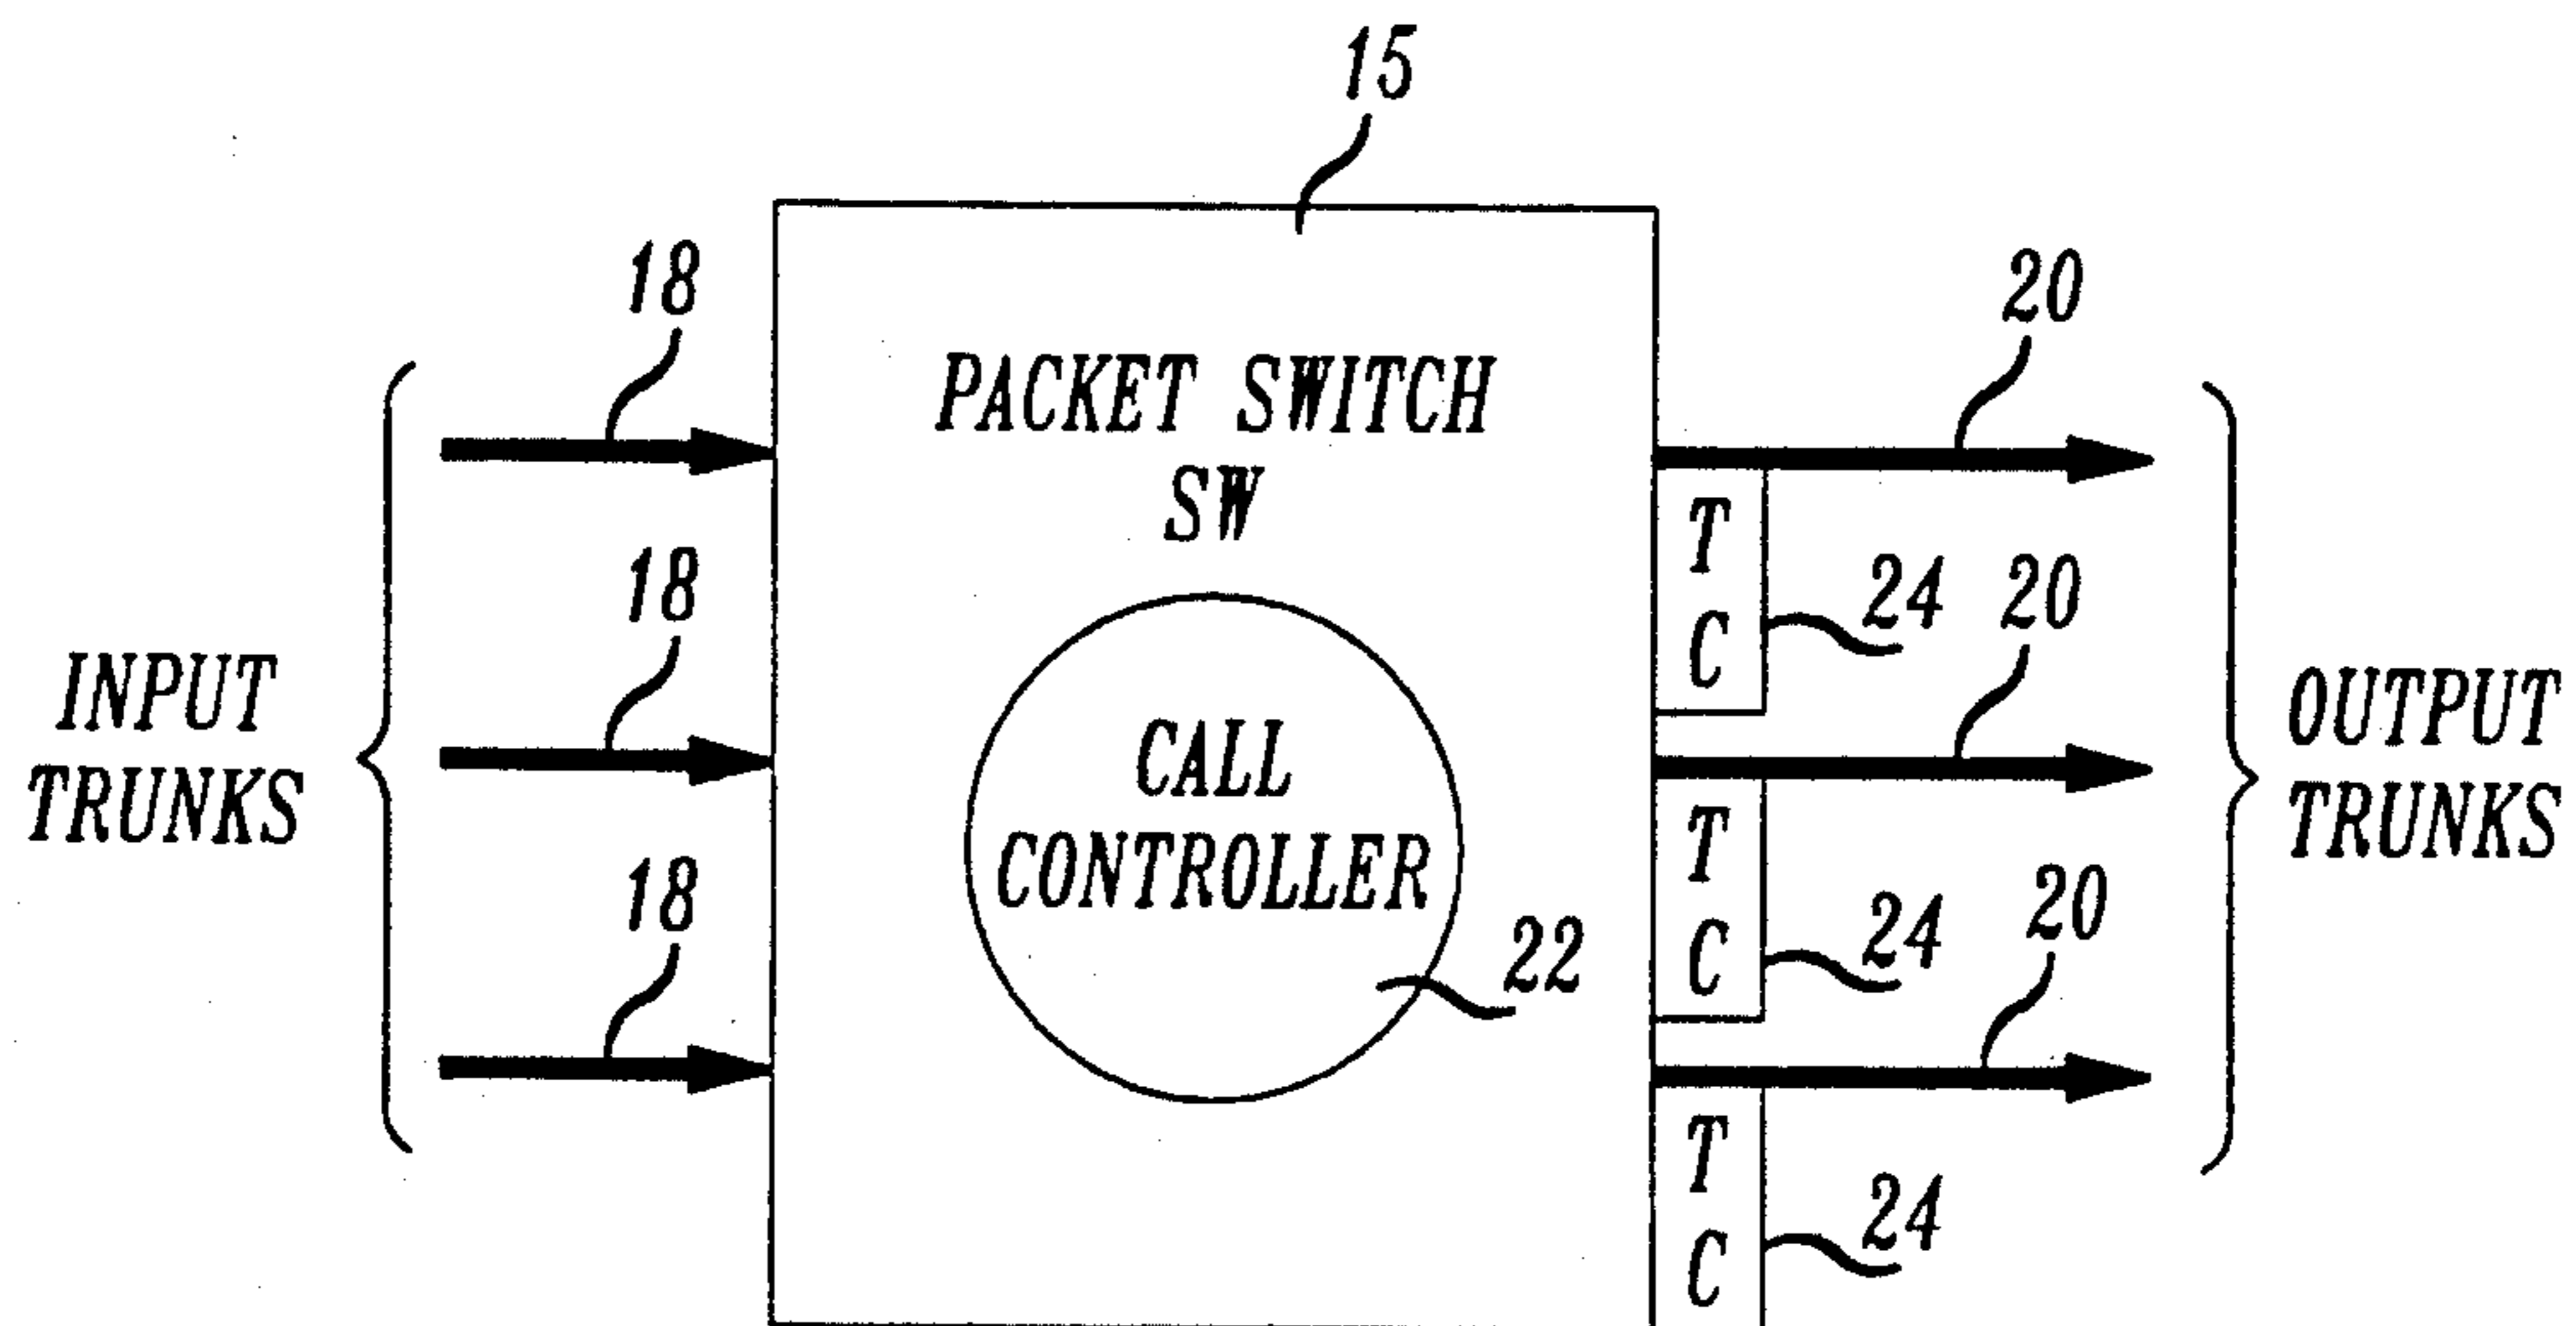 15
18
20
PACKET SWITCH
SW
T
C
24
18
20
INPUT
TRUNKS
CALL
CONTROLLER
22
OUTPUT
TRUNKS
T
C
24
18
20
T
C
24